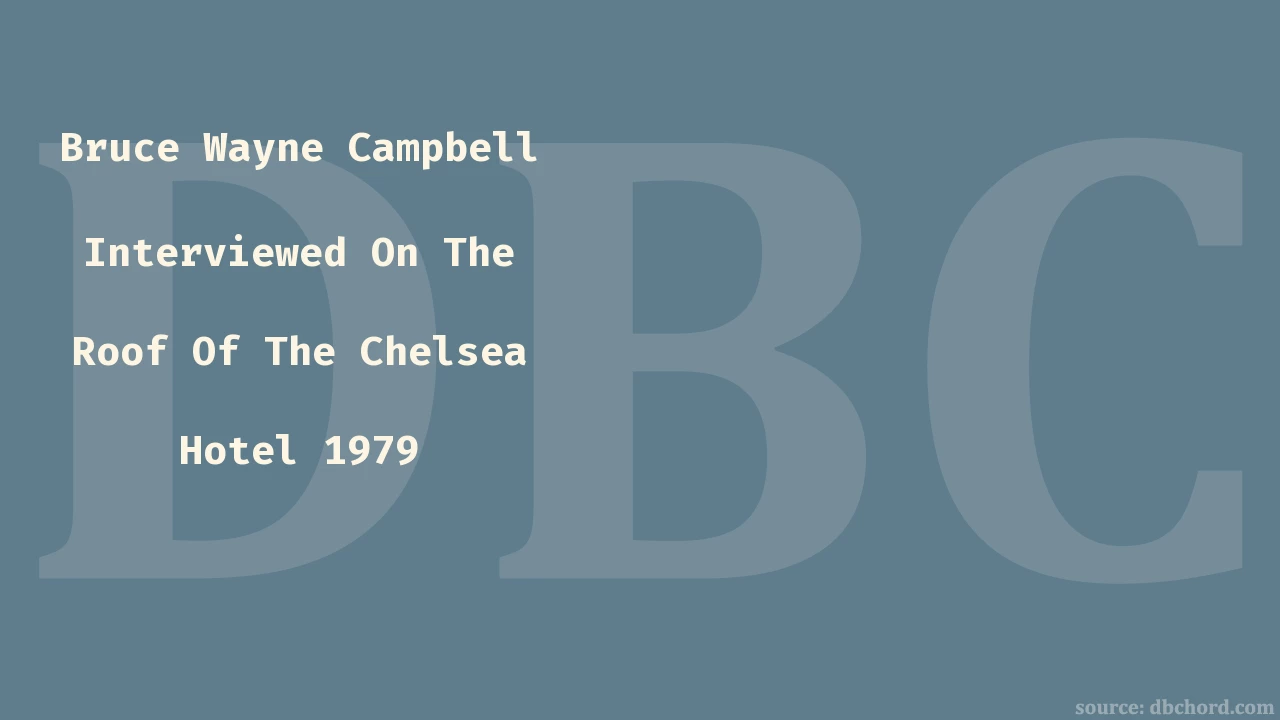 Bruce Wayne Campbell
Interviewed On The
Roof Of The Chelsea
Hotel 1979
DBC
source: dbchord.com